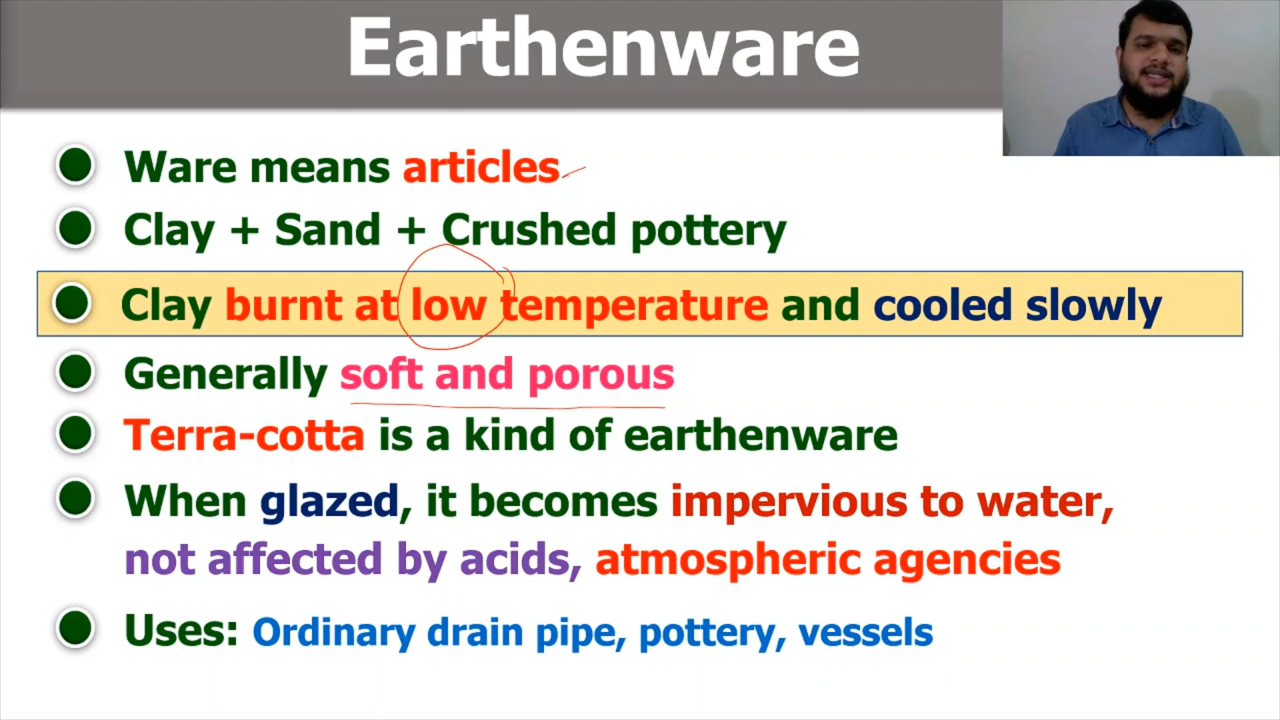 Earthenware
Ware means articles
Clay + Sand + Crushed pottery
Clay burnt at low temperature and cooled slowly
Generally soft and porous
Terra-cotta is a kind of earthenware
When glazed, it becomes impervious to water,
not affected by acids, atmospheric agencies
Uses: Ordinary drain pipe, pottery, vessels